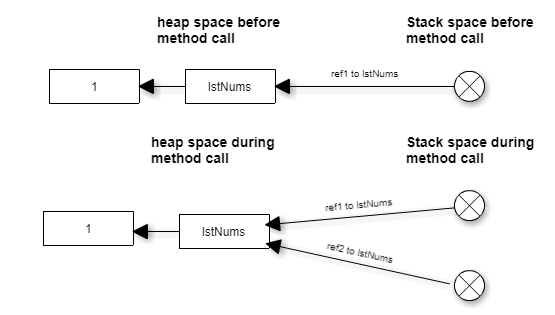 heap space before
method call
Stack space before
method call
ref1 to lstNums
1
lstNums
heap space during
method call
Stack space during
method call
ref1 to lstNums
1
lstNums
ref2 to lstNums